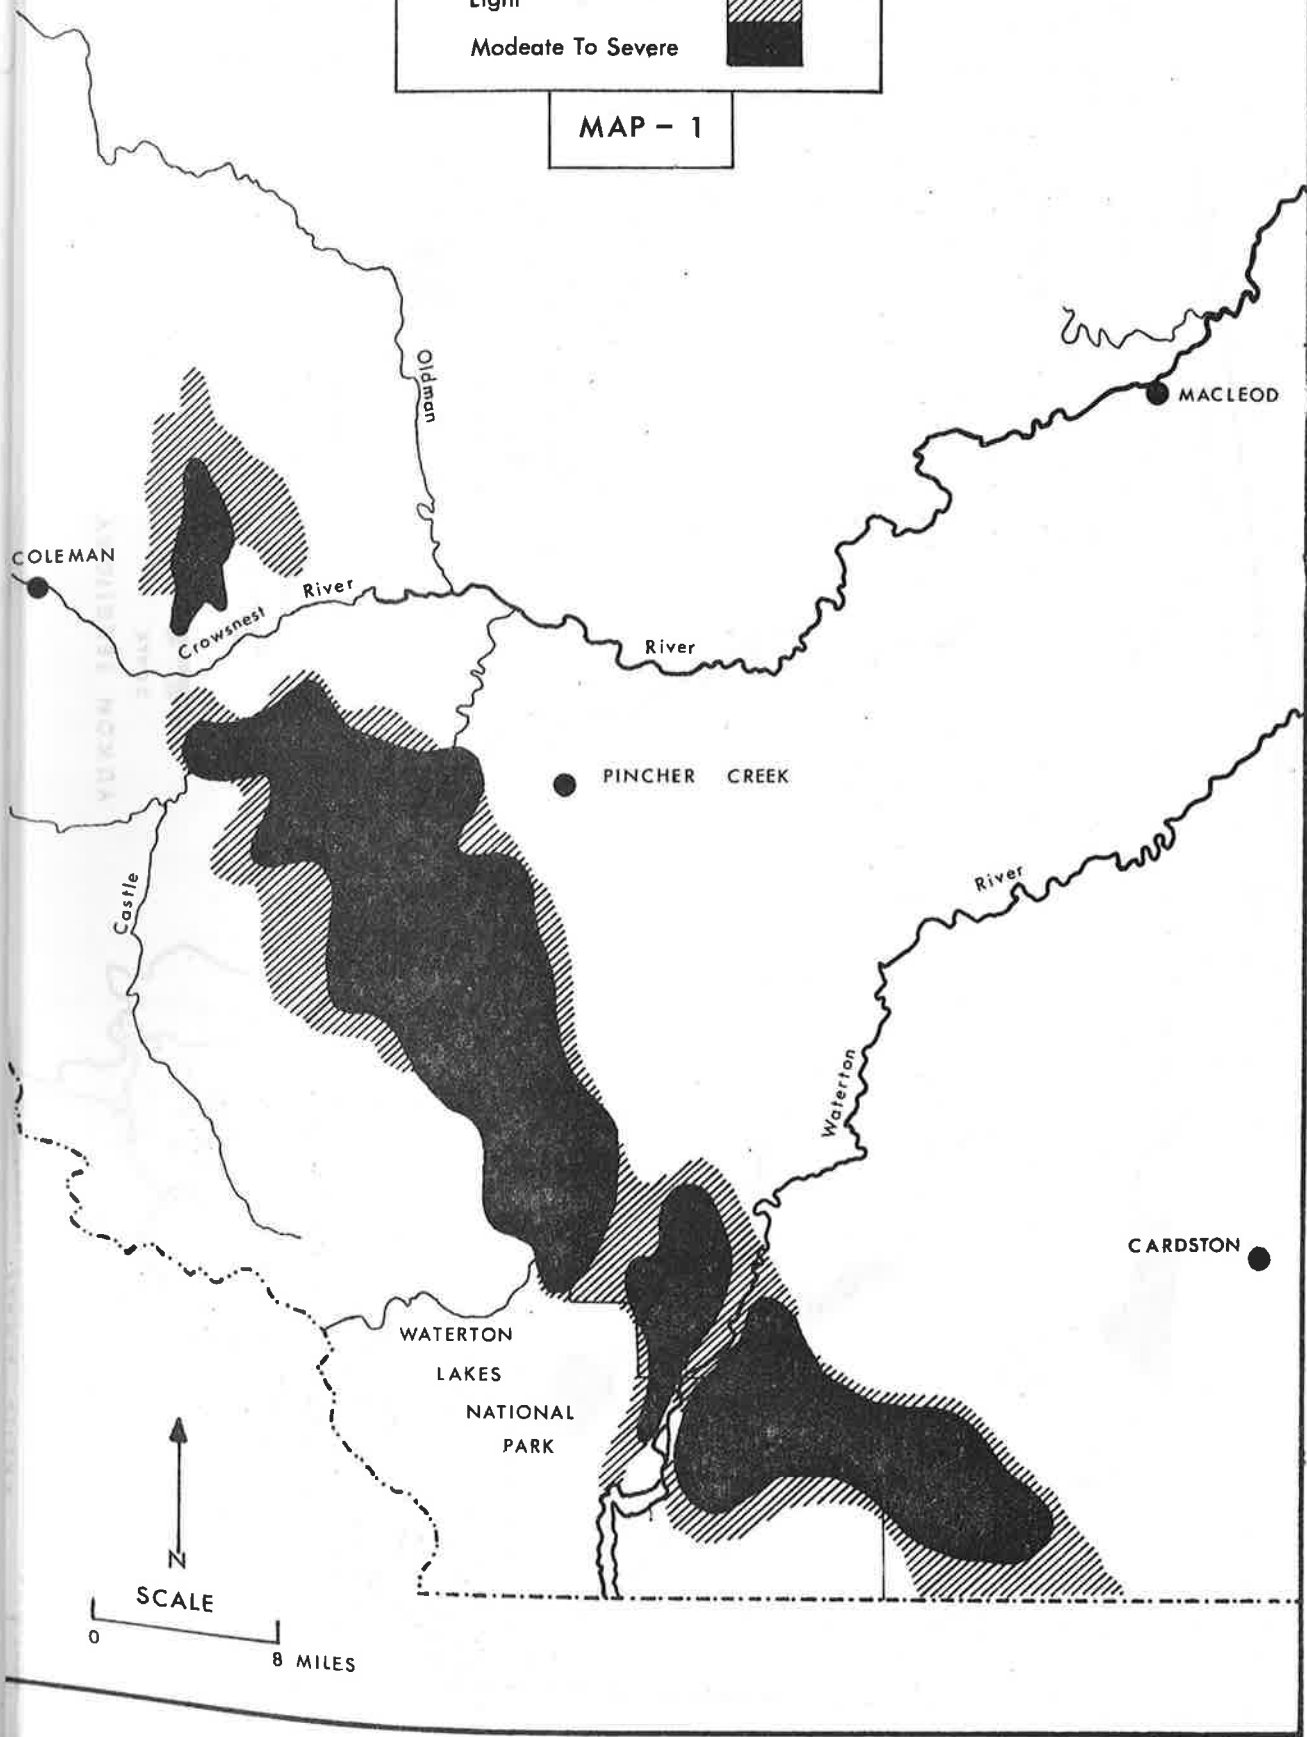 Light
Modeate To Severe
MAP – 1
Oldman
MACLEOD
COLEMAN
Crowsnest River
River
PINCHER CREEK
Castle
River
Waterton
CARDSTON
WATERTON
LAKES
NATIONAL
PARK
N
SCALE
0
8 MILES